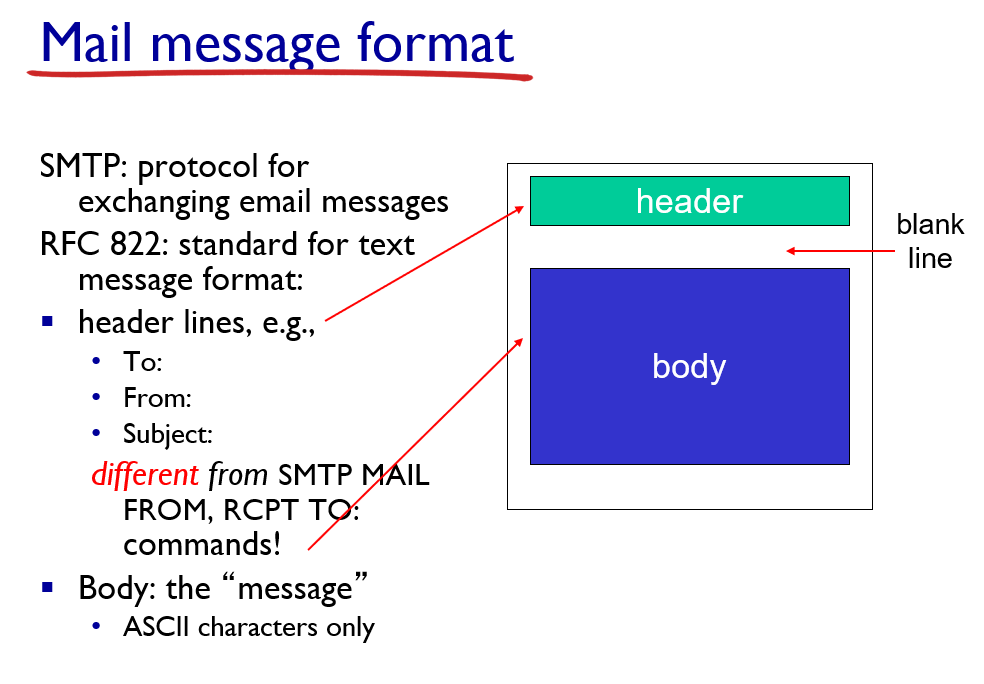 Mail message format
SMTP: protocol for
exchanging email messages
RFC 822: standard for text
message format:
header lines, e.g.,
To:
From:
Subject:
different from SMTP MAIL
FROM, RCPT TO:
commands!
Body: the “message”
ASCII characters only
header
blank
line
body